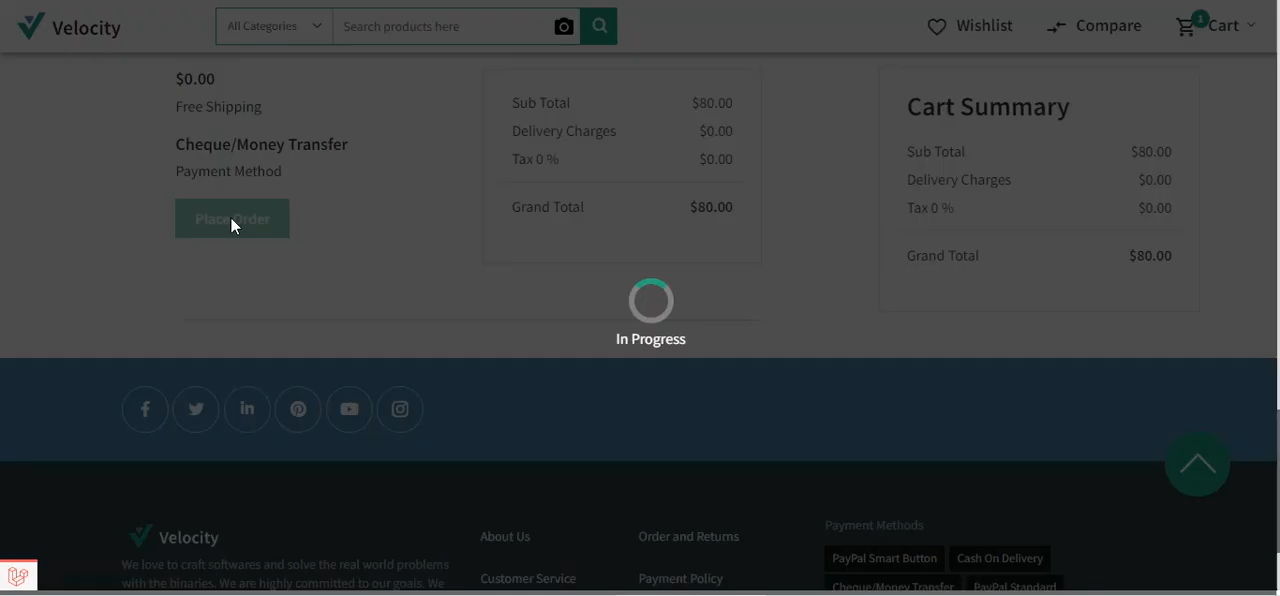 Velocity
All Categories
Search products here
Wishlist
Compare
1
Cart
$0.00
Free Shipping
Cheque/Money Transfer
Payment Method
Place Order
Sub Total $80.00
Delivery Charges $0.00
Tax 0 % $0.00
Grand Total $80.00
Cart Summary
Sub Total $80.00
Delivery Charges $0.00
Tax 0 % $0.00
Grand Total $80.00
In Progress
Velocity
We love to craft softwares and solve the real world problems
with the binaries. We are highly committed to our goals. We
About Us
Customer Service
Order and Returns
Payment Policy
Payment Methods
PayPal Smart Button
Cash On Delivery
Cheque/Money Transfer
PayPal Standard